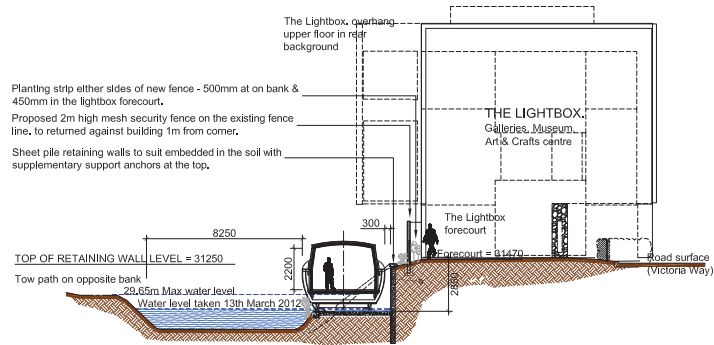 The Lightbox. overhang
upper floor in rear
background
Planting strip either sides of new fence - 500mm at on bank &
450mm in the lightbox forecourt.
Proposed 2m high mesh security fence on the existing fence
line. to returned against building 1m from corner.
Sheet pile retaining walls to suit embedded in the soil with
supplementary support anchors at the top.
THE LIGHTBOX.
Galleries, Museum,
Art & Crafts centre
8250
300
The Lightbox
forecourt
TOP OF RETAINING WALL LEVEL = 31250
2200
Forecourt = 31470
2880
Road surface
(Victoria Way)
Tow path on opposite bank
29.65m Max water level
Water level taken 13th March 2012